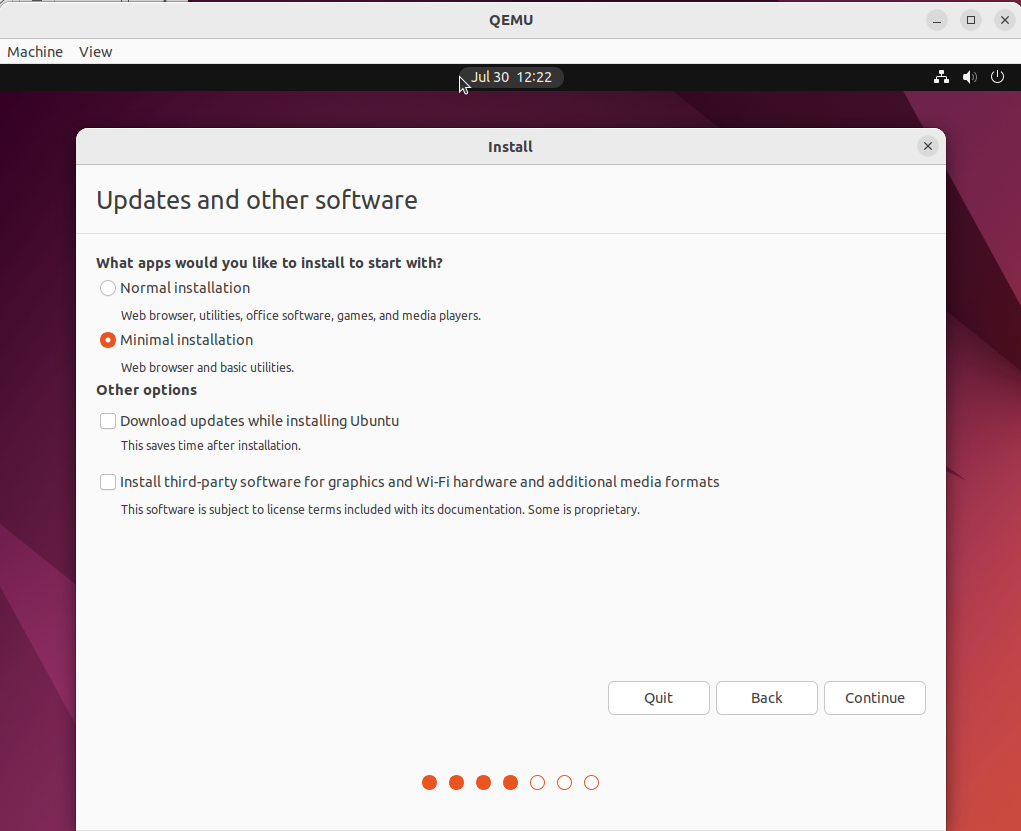 QEMU
Machine View
Jul 30 12:22
Install
Updates and other software
What apps would you like to install to start with?
Normal installation
Web browser, utilities, office software, games, and media players.
Minimal installation
Web browser and basic utilities.
Other options
Download updates while installing Ubuntu
This saves time after installation.
Install third-party software for graphics and Wi-Fi hardware and additional media formats
This software is subject to license terms included with its documentation. Some is proprietary.
Quit Back Continue